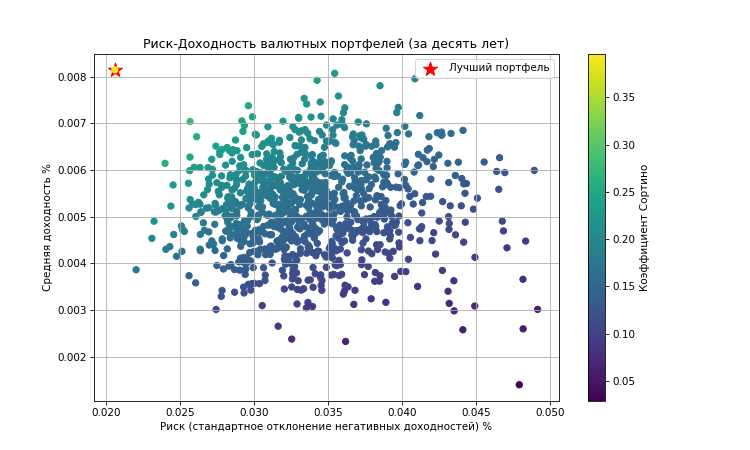 Риск-Доходность валютных портфелей (за десять лет)
Лучший портфель
Средняя доходность %
0.008
0.007
0.006
0.005
0.004
0.003
0.002
0.020 0.025 0.030 0.035 0.040 0.045 0.050
Риск (стандартное отклонение негативных доходностей) %
0.35
0.30
0.25
0.20
0.15
0.10
0.05
Коэффициент Сортино